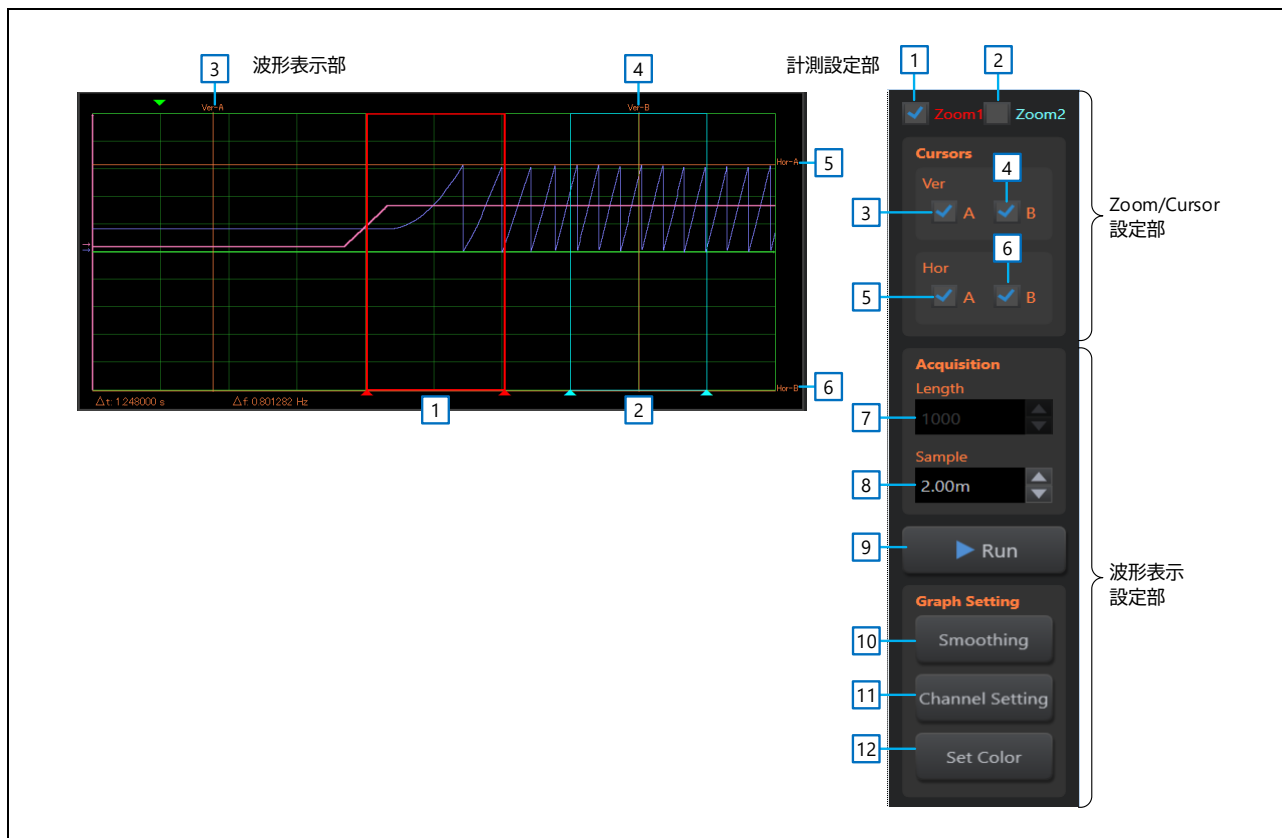 波形表示部
計測設定部
3
4
1
2
Ver-A
Ver-B
Hor-A
5
Hor-B
6
△t: 1.248000 s
△f: 0.801282 Hz
1
2
Zoom1
Zoom2
Cursors
Ver
4
3
A
B
6
Hor
5
A
B
Zoom/Cursor
設定部
Acquisition
Length
7
1000
Sample
8
2.00m
9
Run
波形表示
設定部
Graph Setting
10
Smoothing
11
Channel Setting
12
Set Color